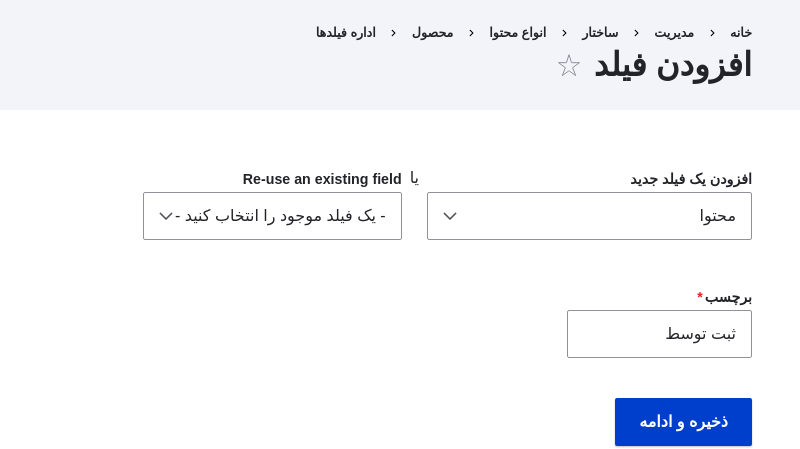 خانه › مدیریت › ساختار › انواع محتوا › محصول › اداره فیلدها
افزودن فیلد ☆
افزودن یک فیلد جدید یا Re-use an existing field
محتوا - یک فیلد موجود را انتخاب کنید -
برچسب *
ثبت توسط
ذخیره و ادامه